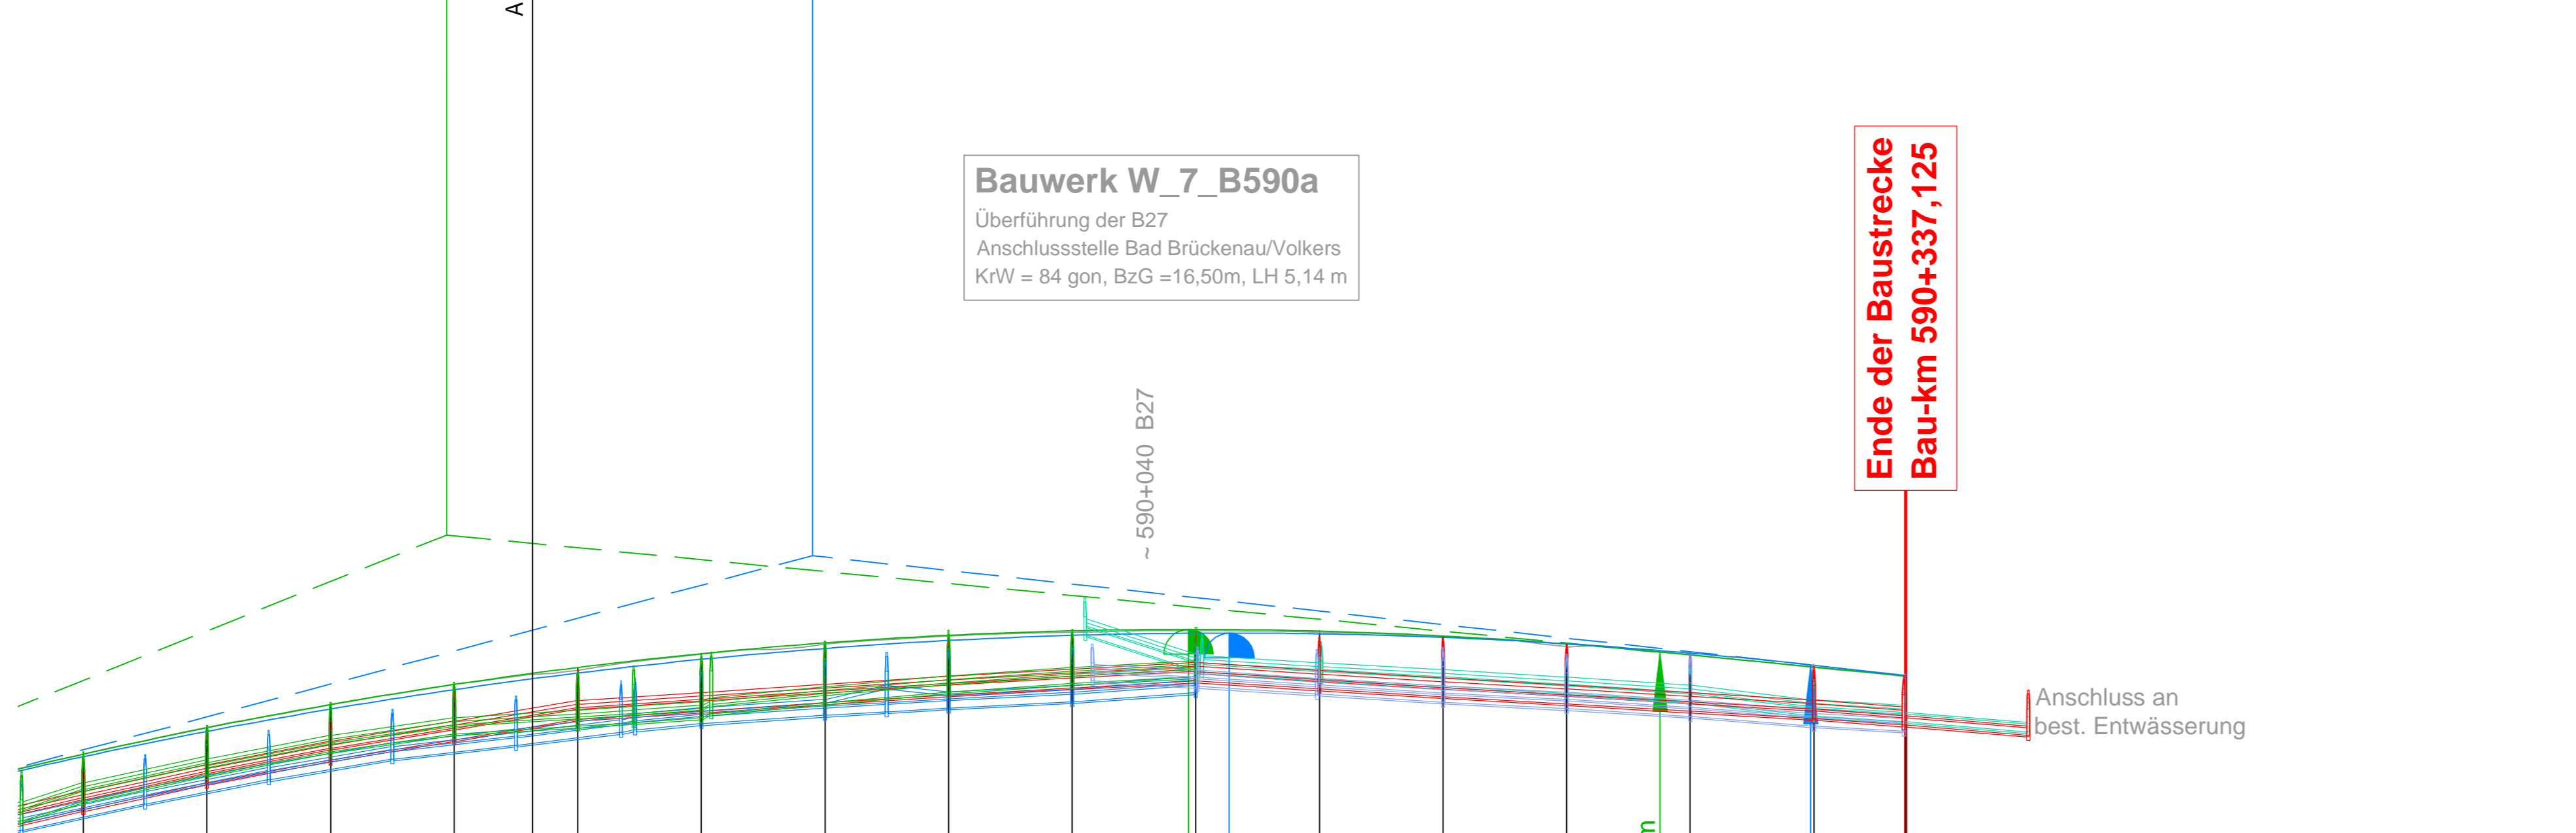 A
Bauwerk W_7_B590a
Überführung der B27
Anschlussstelle Bad Brückenau/Volkers
KrW = 84 gon, BzG =16,50m, LH 5,14 m
~ 590+040 B27
Ende der Baustrecke
Bau-km 590+337,125
Anschluss an
best. Entwässerung
m